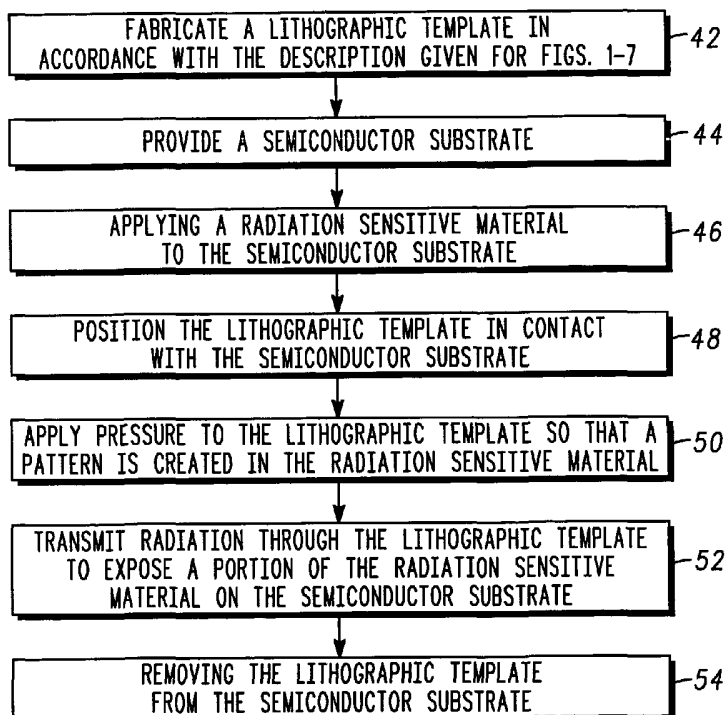 FABRICATE A LITHOGRAPHIC TEMPLATE IN
ACCORDANCE WITH THE DESCRIPTION GIVEN FOR FIGS. 1-7
42
PROVIDE A SEMICONDUCTOR SUBSTRATE
44
APPLYING A RADIATION SENSITIVE MATERIAL
TO THE SEMICONDUCTOR SUBSTRATE
46
POSITION THE LITHOGRAPHIC TEMPLATE IN CONTACT
WITH THE SEMICONDUCTOR SUBSTRATE
48
APPLY PRESSURE TO THE LITHOGRAPHIC TEMPLATE SO THAT A
PATTERN IS CREATED IN THE RADIATION SENSITIVE MATERIAL
50
TRANSMIT RADIATION THROUGH THE LITHOGRAPHIC TEMPLATE
TO EXPOSE A PORTION OF THE RADIATION SENSITIVE
MATERIAL ON THE SEMICONDUCTOR SUBSTRATE
52
REMOVING THE LITHOGRAPHIC TEMPLATE
FROM THE SEMICONDUCTOR SUBSTRATE
54